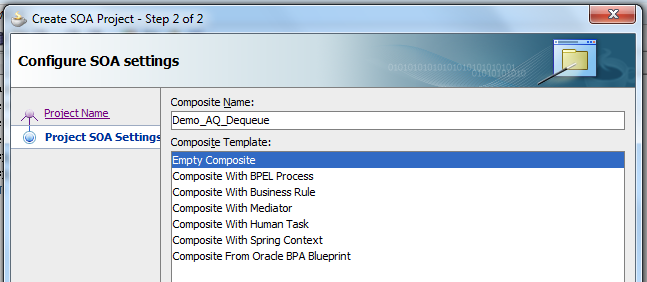 Create SOA Project - Step 2 of 2
Configure SOA settings
01010101010101010101010101
0101010101010
Project Name
Project SOA Settings
Composite Name:
Demo_AQ_Dequeue
Composite Template:
Empty Composite
Composite With BPEL Process
Composite With Business Rule
Composite With Mediator
Composite With Human Task
Composite With Spring Context
Composite From Oracle BPA Blueprint